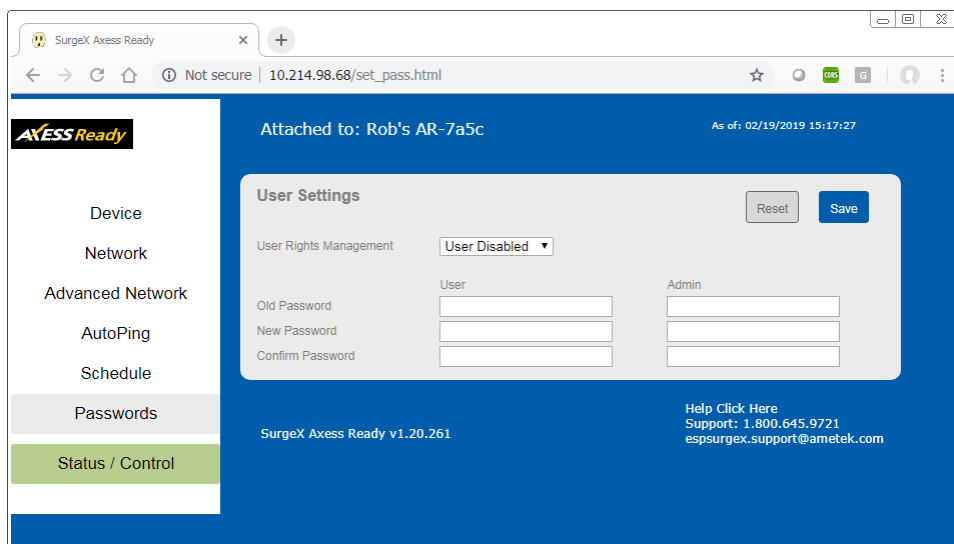 SurgeX Axess Ready
Not secure | 10.214.98.68/set_pass.html
CORS
G
AXESS Ready
Attached to: Rob's AR-7a5c
As of: 02/19/2019 15:17:27
Device
Network
Advanced Network
AutoPing
Schedule
Passwords
Status / Control
User Settings
Reset
Save
User Rights Management
User Disabled
User
Admin
Old Password
New Password
Confirm Password
SurgeX Axess Ready v1.20.261
Help Click Here
Support: 1.800.645.9721
espsurgex.support@ametek.com